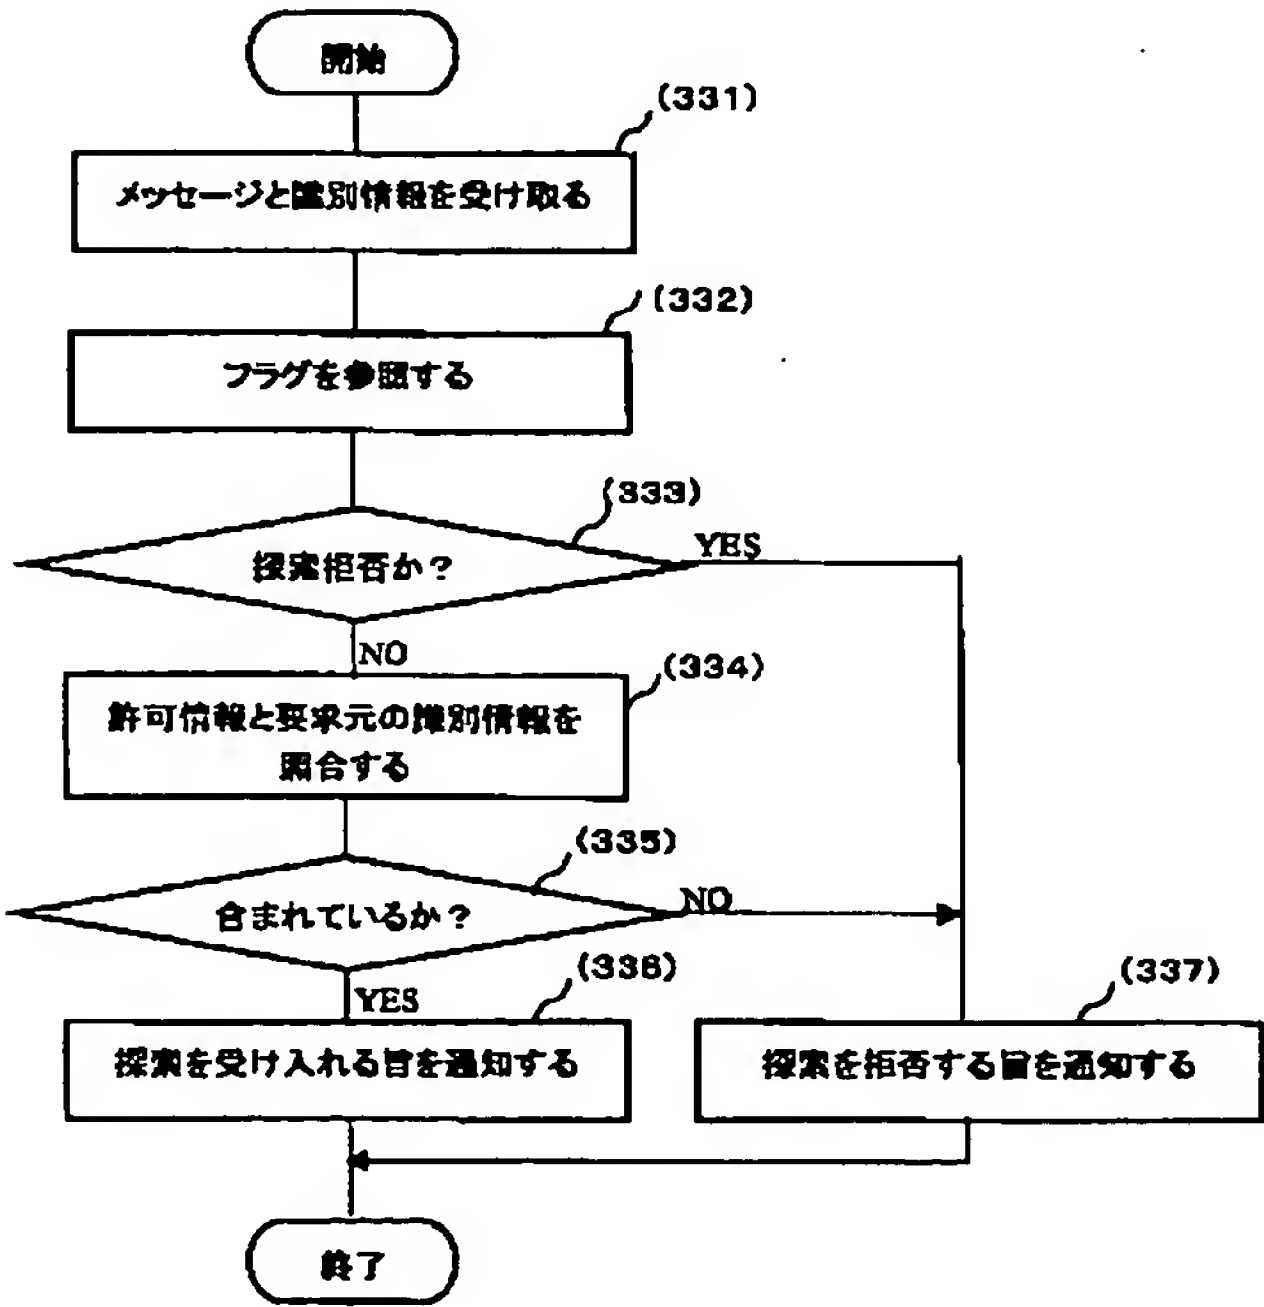 開始
(331)
メッセージと識別情報を受け取る
(332)
フラグを参照する
(333)
探索拒否か?
YES
NO
(334)
許可情報と要求元の識別情報を
照合する
(335)
含まれているか?
NO
YES
(336)
探索を受け入れる旨を通知する
(337)
探索を拒否する旨を通知する
終了